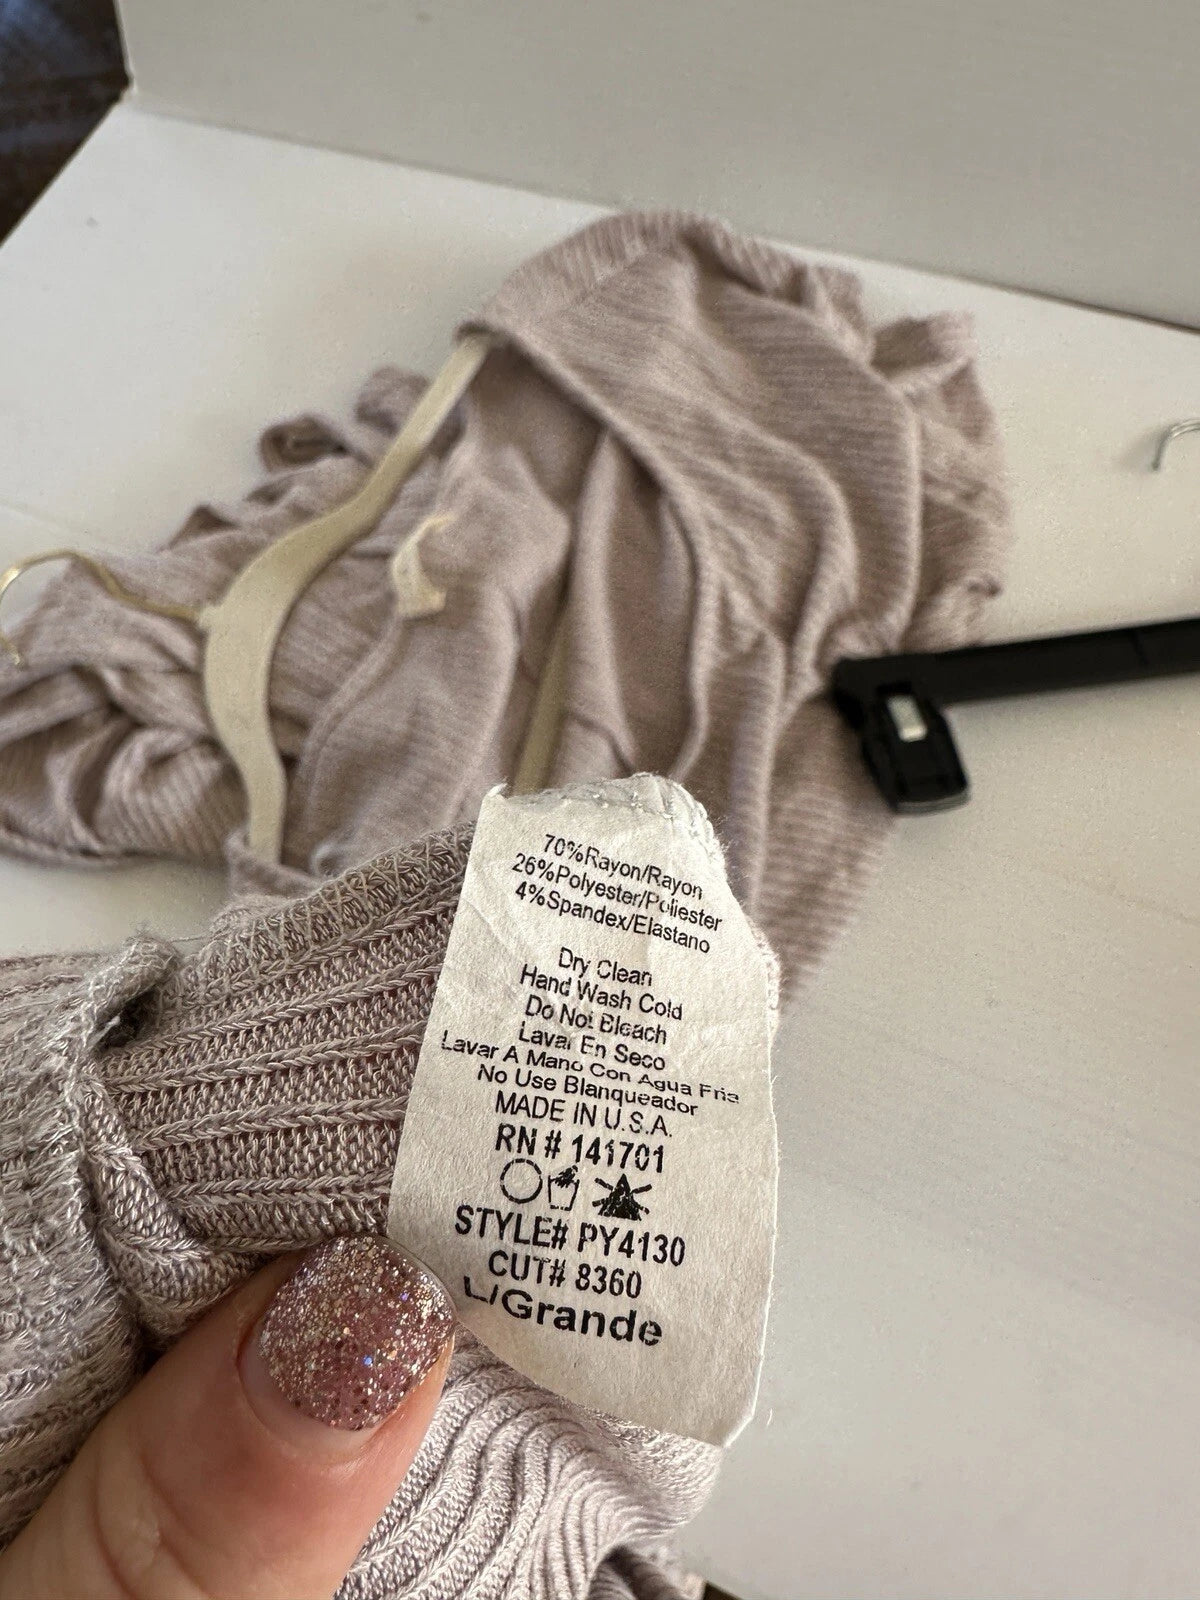 70%Rayon/Rayon
26%Polyester/Poliester
4%Spandex/Elastano
Dry Clean
Hand Wash Cold
Do Not Bleach
Lavar En Seco
Lavar A Mano Con Agua Fria
No Use Blanqueador
MADE IN U.S.A.
RN # 141701
STYLE# PY4130
CUT# 8360
L/Grande